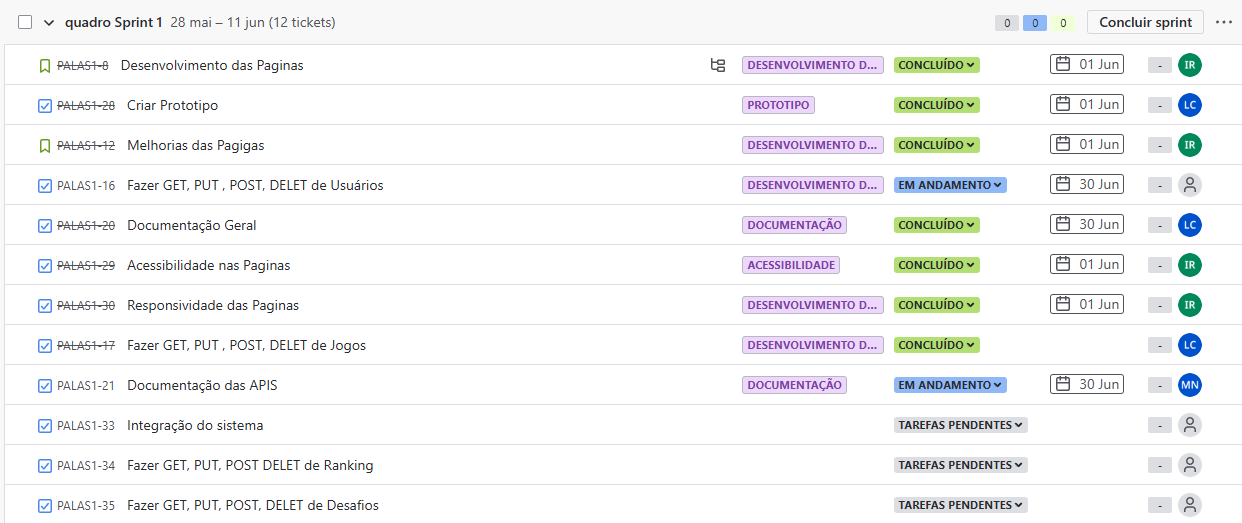 quadro Sprint 1 28 mai – 11 jun (12 tickets) 0 0 0 Concluir sprint
PALAS1-8 Desenvolvimento das Paginas DESENVOLVIMENTO D... CONCLUÍDO 01 Jun - IR
PALAS1-28 Criar Prototipo PROTOTIPO CONCLUÍDO 01 Jun - LC
PALAS1-12 Melhorias das Pagigas DESENVOLVIMENTO D... CONCLUÍDO 01 Jun - IR
PALAS1-16 Fazer GET, PUT , POST, DELET de Usuários DESENVOLVIMENTO D... EM ANDAMENTO 30 Jun -
PALAS1-20 Documentação Geral DOCUMENTAÇÃO CONCLUÍDO 30 Jun - LC
PALAS1-29 Acessibilidade nas Paginas ACESSIBILIDADE CONCLUÍDO 01 Jun - IR
PALAS1-30 Responsividade das Paginas DESENVOLVIMENTO D... CONCLUÍDO 01 Jun - IR
PALAS1-17 Fazer GET, PUT , POST, DELET de Jogos DESENVOLVIMENTO D... CONCLUÍDO - LC
PALAS1-21 Documentação das APIS DOCUMENTAÇÃO EM ANDAMENTO 30 Jun - MN
PALAS1-33 Integração do sistema TAREFAS PENDENTES -
PALAS1-34 Fazer GET, PUT, POST DELET de Ranking TAREFAS PENDENTES -
PALAS1-35 Fazer GET, PUT, POST, DELET de Desafios TAREFAS PENDENTES -